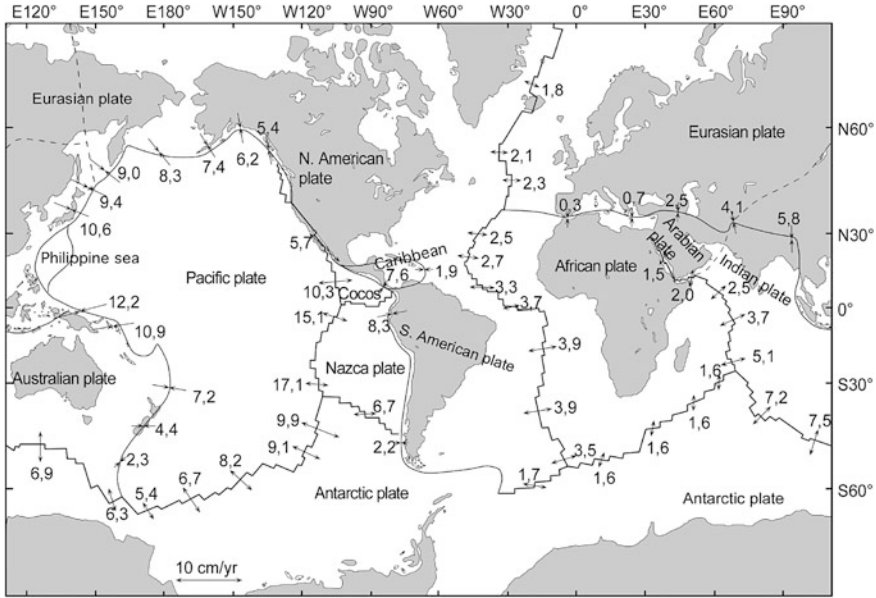 E120° E150° E180° W150° W120° W90° W60° W30° 0° E30° E60° E90°
1,8
Eurasian plate
N60°
5,4
Eurasian plate
9,0
8,3
7,4
6,2
N. American
plate
2,1
2,3
9,4
10,6
0,3
0,7
2,5
4,1
5,8
N30°
5,7
2,5
Philippine sea
Caribbean
2,7
Arabian
plate
Indian plate
Pacific plate
7,6
1,9
African plate
1,5
10,3
Cocos
3,3
2,0
2,5
12,2
3,7
0°
10,9
15,1
8,3
S. American plate
3,7
3,9
Nazca plate
5,1
Australian plate
17,1
1,6
S30°
7,2
6,7
3,9
1,6
7,2
4,4
9,9
2,2
1,6
7,5
2,3
9,1
3,5
6,9
8,2
6,7
1,7
1,6
5,4
6,3
Antarctic plate
Antarctic plate
S60°
10 cm/yr